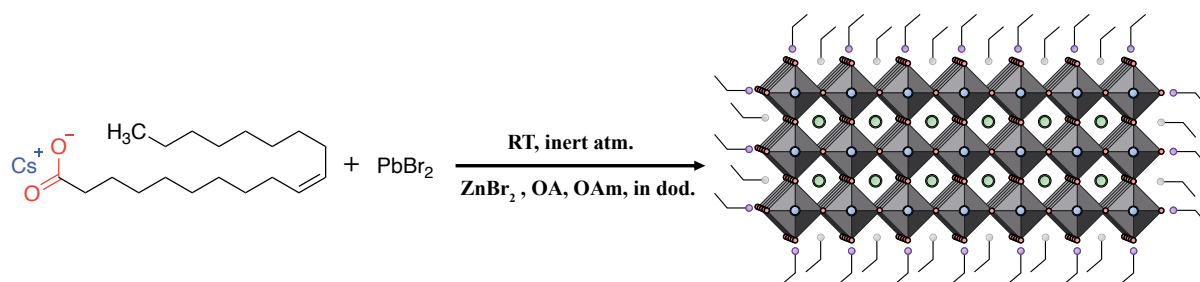 H₃C
O⁻
Cs⁺
O
+
PbBr₂
RT, inert atm.
ZnBr₂ , OA, OAm, in dod.